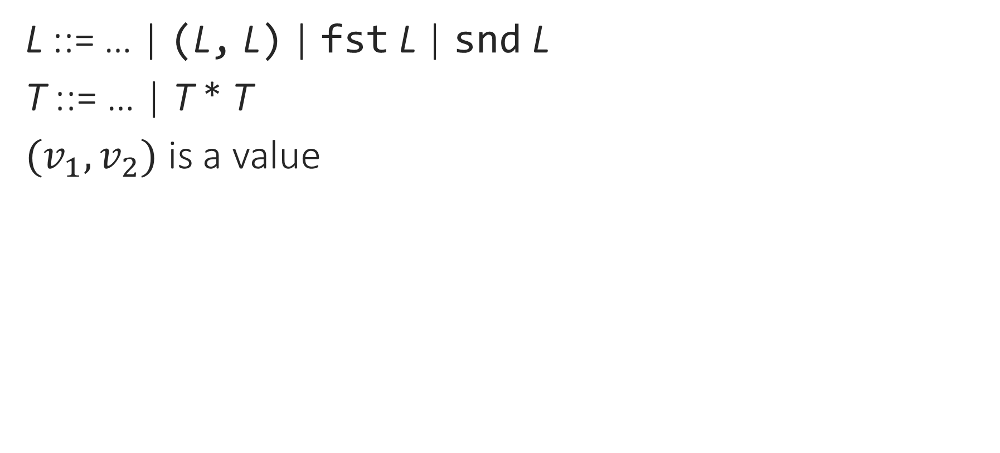 L ::= … | (L, L) | fst L | snd L
T ::= … | T * T
(v₁, v₂) is a value